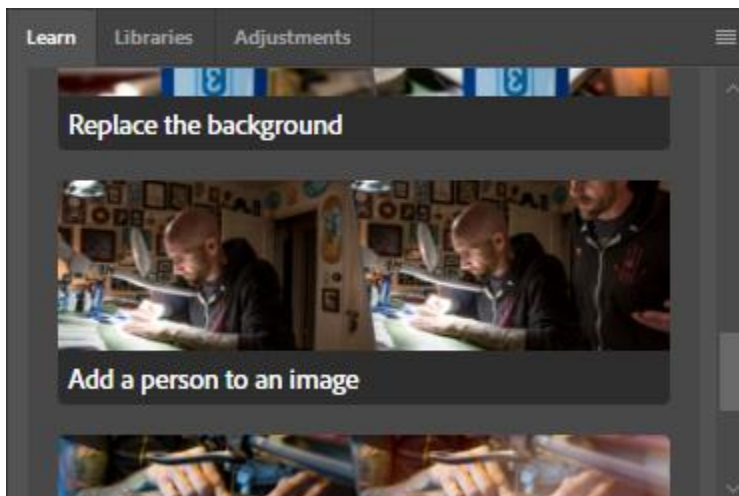 Learn Libraries Adjustments
Replace the background
Add a person to an image